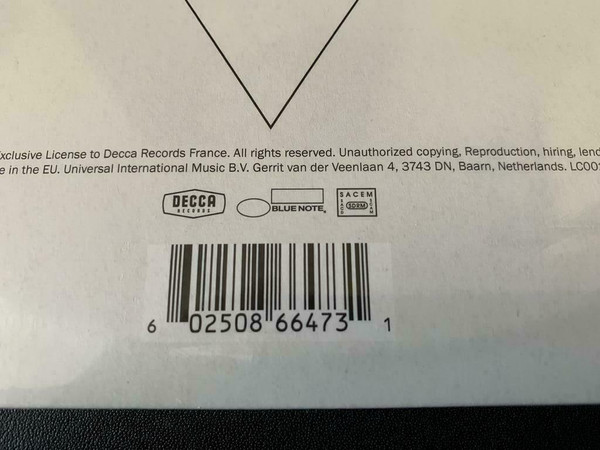 xclusive License to Decca Records France. All rights reserved. Unauthorized copying, Reproduction, hiring, lend
e in the EU. Universal International Music B.V. Gerrit van der Veenlaan 4, 3743 DN, Baarn, Netherlands. LC00
DECCA
RECORDS
BLUE NOTE
SACEM
SDRM
6 02508 66473 1